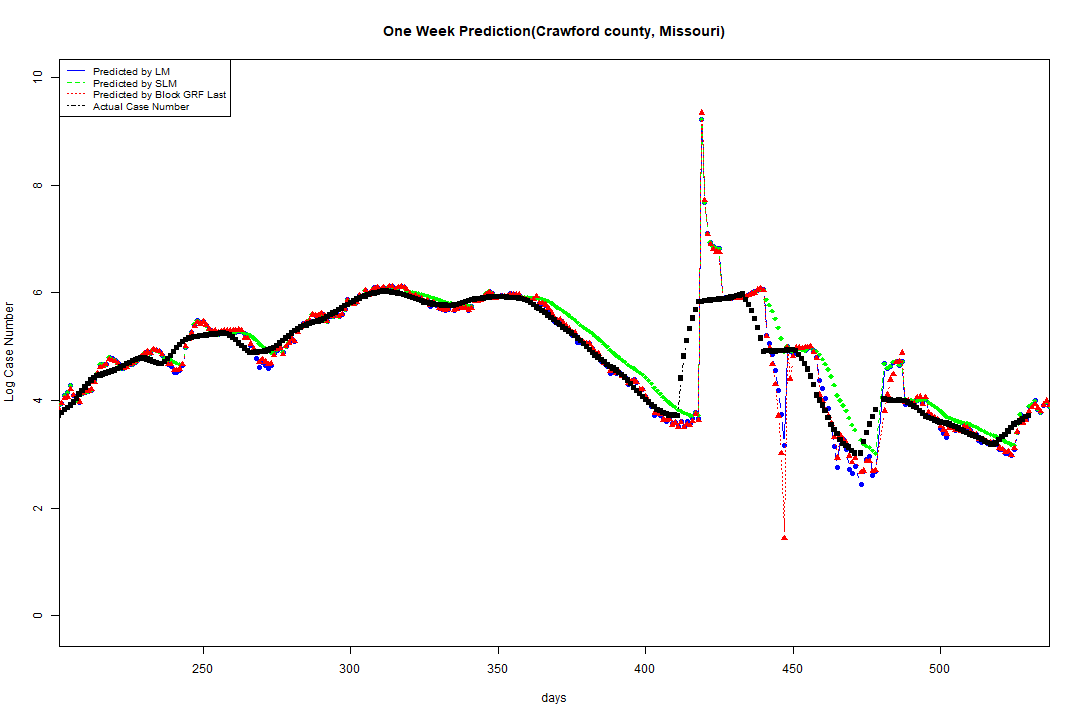 One Week Prediction(Crawford county, Missouri)
Predicted by LM
Predicted by SLM
Predicted by Block GRF Last
Actual Case Number
Log Case Number
10
8
6
4
2
0
250 300 350 400 450 500
days